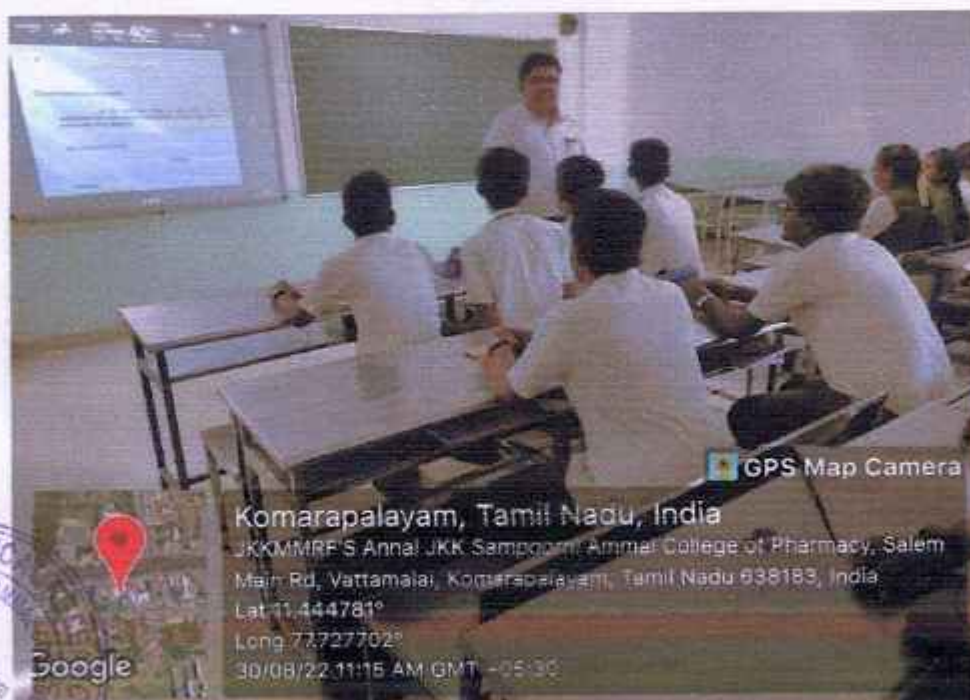 GPS Map Camera
Komarapalayam, Tamil Nadu, India
JKKMMRF'S Annai JKK Sampoorni Ammal College of Pharmacy, Salem
Main Rd, Vattamalai, Komarapalayam, Tamil Nadu 638183, India
Lat 11.444781°
Long 77.727702°
30/08/22 11:15 AM GMT +05:30
Google